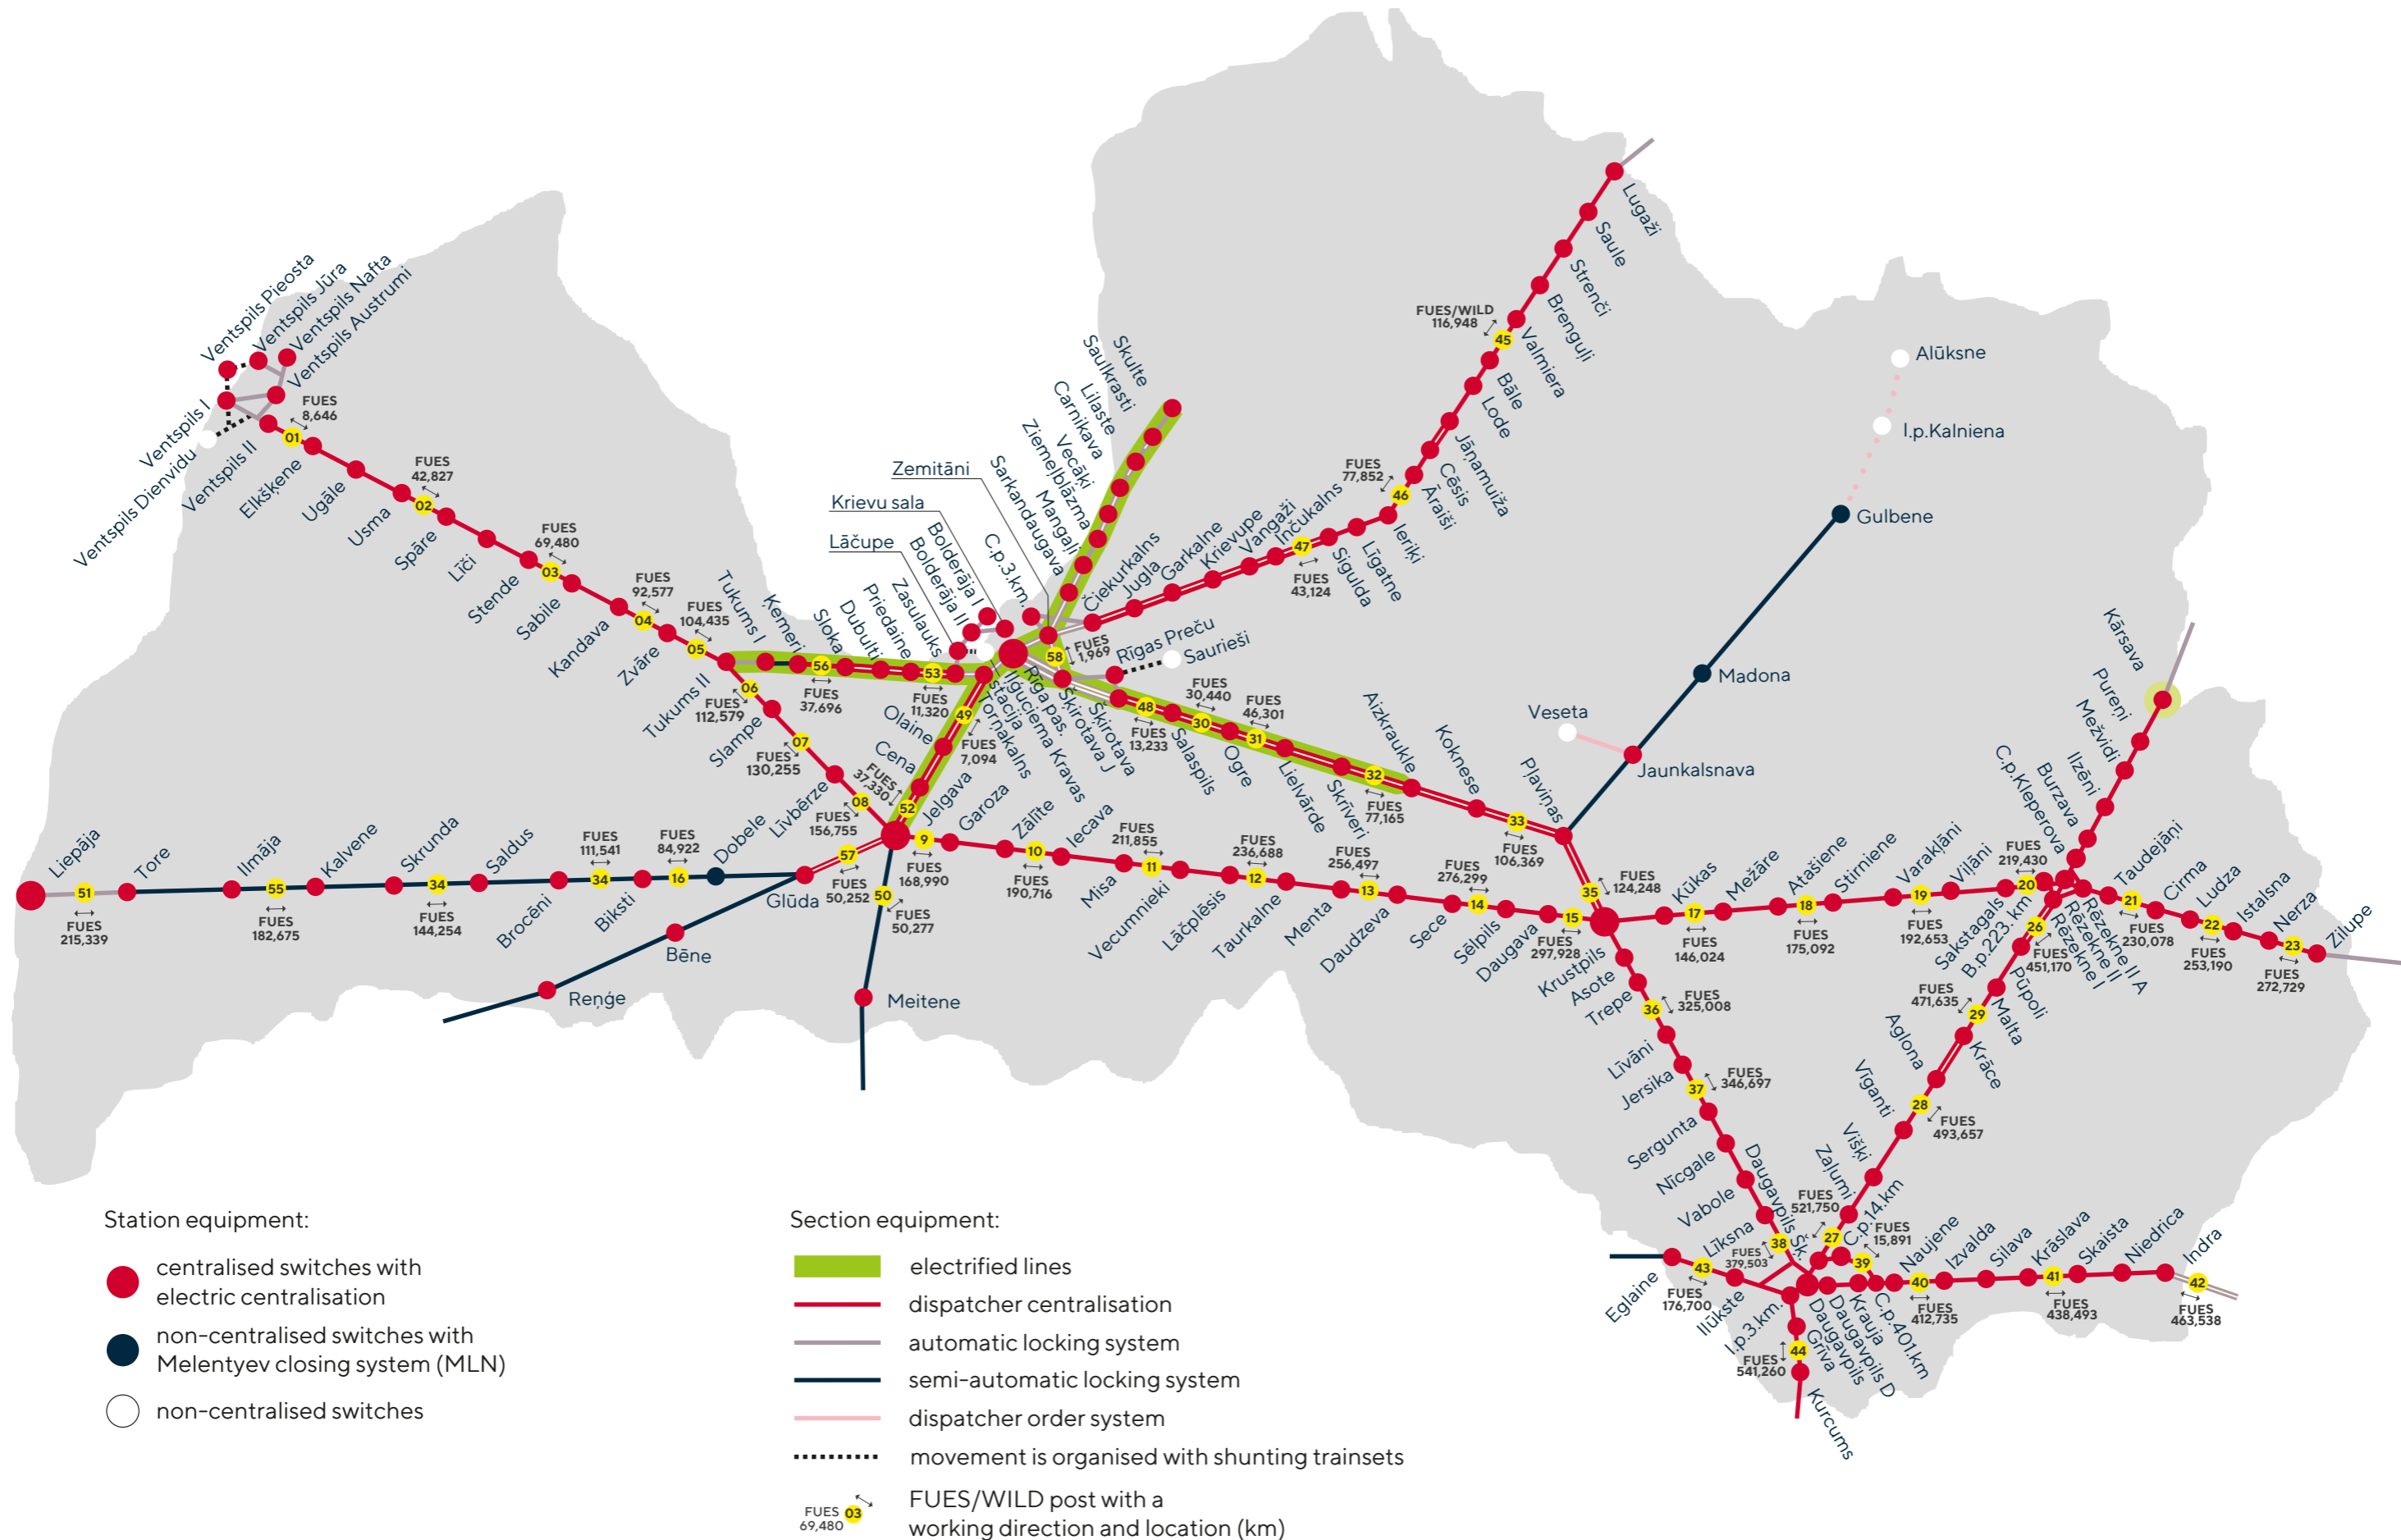 Ventspils Pieosta
Ventspils Jūra
Ventspils Nafta
Ventspils Austrumi
Ventspils I
Ventspils Dienvidu
Ventspils II
01
FUES
8,646
Elkšķene
Ugāle
Usma
02
FUES
42,827
Spāre
Līči
Stende
03
FUES
69,480
Sabile
Kandava
04
FUES
92,577
Zvāre
05
FUES
104,435
Tukums II
Tukums I
Ķemeri
Sloka
Dubulti
Priedaine
Zasulauks
56
FUES
37,696
53
FUES
11,320
06
FUES
112,579
Slampe
07
FUES
130,255
Līvbērze
08
FUES
156,755
Lāčupe
Krievu sala
Zemitāni
Bolderāja II
Bolderāja I
C.p.3.km.
Sarkandaugava
Mangaļi
Ziemeļblāzma
Vecāķi
Carnikava
Lilaste
Saulkrasti
Skulte
Čiekurkalns
Jugla
Garkalne
Krievupe
Vangaži
Inčukalns
47
FUES
43,124
Sigulda
Līgatne
Ieriķi
46
FUES
77,852
Āraiši
Cēsis
Jāņamuiža
Lode
Bāle
45
FUES/WILD
116,948
Valmiera
Brenguļi
Strenči
Saule
Lugaži
Alūksne
I.p.Kalniena
Gulbene
Madona
Jaunkalsnava
Veseta
Rīgas Preču
Saurieši
58
FUES
1,969
Rīga pas.
Iļģuciema Kravas
stacija
Torņakalns
Šķirotava J
Šķirotava
49
FUES
7,094
Olaine
Cena
52
FUES
37,330
Jelgava
48
FUES
13,233
Salaspils
30
FUES
30,440
Ogre
31
FUES
46,301
Lielvārde
Skrīveri
32
FUES
77,165
Aizkraukle
Koknese
33
FUES
106,369
Pļaviņas
35
FUES
124,248
Liepāja
51
FUES
215,339
Tore
Ilmāja
55
FUES
182,675
Kalvene
Skrunda
34
FUES
144,254
Saldus
Brocēni
34
FUES
111,541
Biksti
16
FUES
84,922
Dobele
Glūda
57
FUES
50,252
Bēne
Reņģe
50
FUES
50,277
Meitene
9
FUES
168,990
Garoza
Zālīte
10
FUES
190,716
Iecava
Misa
11
FUES
211,855
Vecumnieki
Lāčplēsis
12
FUES
236,688
Taurkalne
Menta
13
FUES
256,497
Daudzeva
Sece
14
FUES
276,299
Sēlpils
Daugava
15
FUES
297,928
Krustpils
Kūkas
17
FUES
146,024
Mežāre
Atašiene
18
FUES
175,092
Stirniene
Varakļāni
19
FUES
192,653
Viļāni
Sakstagals
20
FUES
219,430
B.p.223. km
C.p.Kleperova
Burzava
Ilzēni
Mežvidi
Pureņi
Kārsava
Rēzekne I
Rēzekne II
Rēzekne II A
Taudejāņi
21
FUES
230,078
Cirma
Ludza
22
FUES
253,190
Istalsna
Nerza
23
FUES
272,729
Zilupe
26
FUES
451,170
Pūpoli
Malta
29
FUES
471,635
Krāce
Aglona
28
FUES
493,657
Vīganti
Višķi
Zaļumi
27
FUES
521,750
C.p.14.km
39
FUES
15,891
Asote
Trepe
36
FUES
325,008
Līvāni
Jersika
37
FUES
346,697
Sergunta
Nīcgale
Vabole
Līksna
38
FUES
379,503
Daugavpils Šķ.
Eglaine
43
FUES
176,700
Ilūkste
I.p.3.km.
Grīva
44
FUES
541,260
Kurcums
Daugavpils
Daugavpils D
Krauja
C.p.401.km
Naujene
40
FUES
412,735
Izvalda
Silava
Krāslava
41
FUES
438,493
Skaista
Niedrica
Indra
42
FUES
463,538
Station equipment:
centralised switches with
electric centralisation
non-centralised switches with
Melentyev closing system (MLN)
non-centralised switches
Section equipment:
electrified lines
dispatcher centralisation
automatic locking system
semi-automatic locking system
dispatcher order system
movement is organised with shunting trainsets
FUES 03
69,480
FUES/WILD post with a
working direction and location (km)